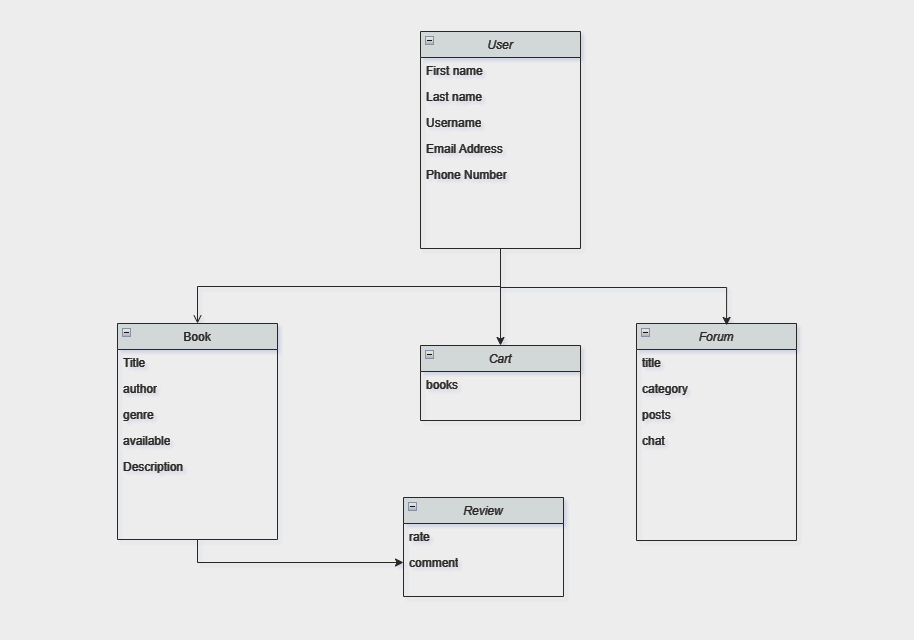 User
First name
Last name
Username
Email Address
Phone Number
Book
Title
author
genre
available
Description
Cart
books
Forum
title
category
posts
chat
Review
rate
comment